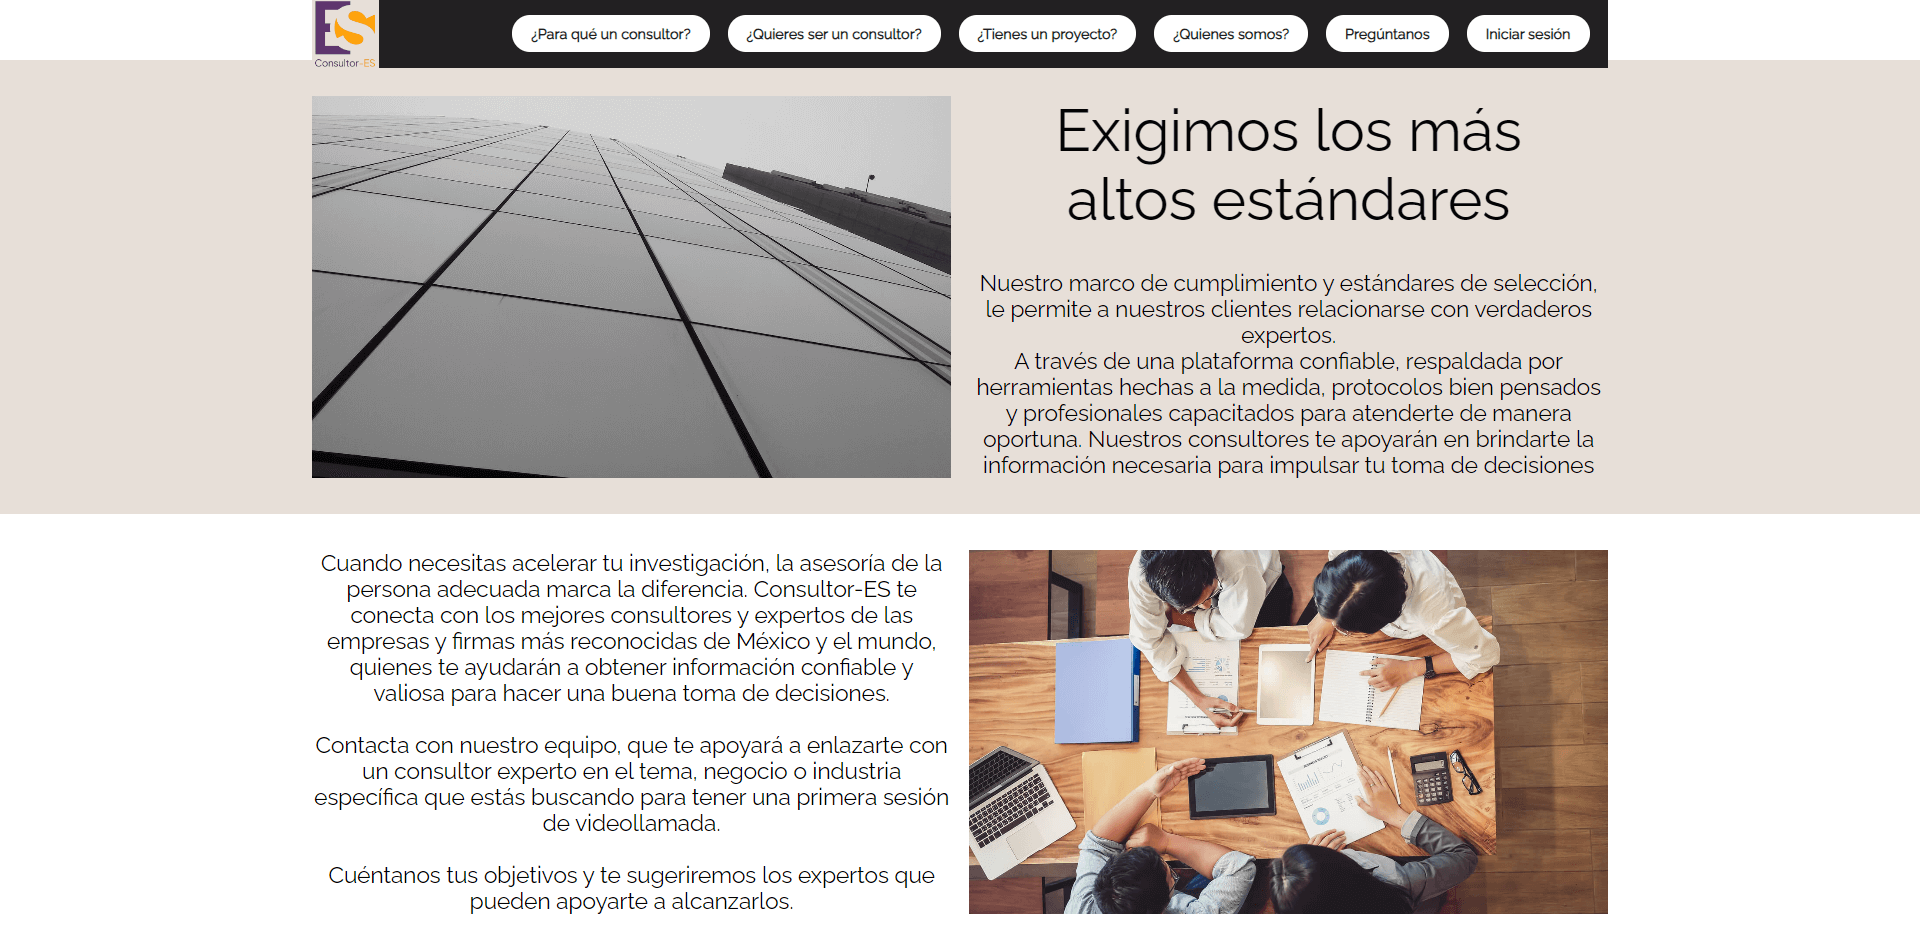 ES
Consultor-ES
¿Para qué un consultor?
¿Quieres ser un consultor?
¿Tienes un proyecto?
¿Quienes somos?
Pregúntanos
Iniciar sesión
Exigimos los más
altos estándares
Nuestro marco de cumplimiento y estándares de selección,
le permite a nuestros clientes relacionarse con verdaderos
expertos.
A través de una plataforma confiable, respaldada por
herramientas hechas a la medida, protocolos bien pensados
y profesionales capacitados para atenderte de manera
oportuna. Nuestros consultores te apoyarán en brindarte la
información necesaria para impulsar tu toma de decisiones
Cuando necesitas acelerar tu investigación, la asesoría de la
persona adecuada marca la diferencia. Consultor-ES te
conecta con los mejores consultores y expertos de las
empresas y firmas más reconocidas de México y el mundo,
quienes te ayudarán a obtener información confiable y
valiosa para hacer una buena toma de decisiones.
Contacta con nuestro equipo, que te apoyará a enlazarte con
un consultor experto en el tema, negocio o industria
específica que estás buscando para tener una primera sesión
de videollamada.
Cuéntanos tus objetivos y te sugeriremos los expertos que
pueden apoyarte a alcanzarlos.